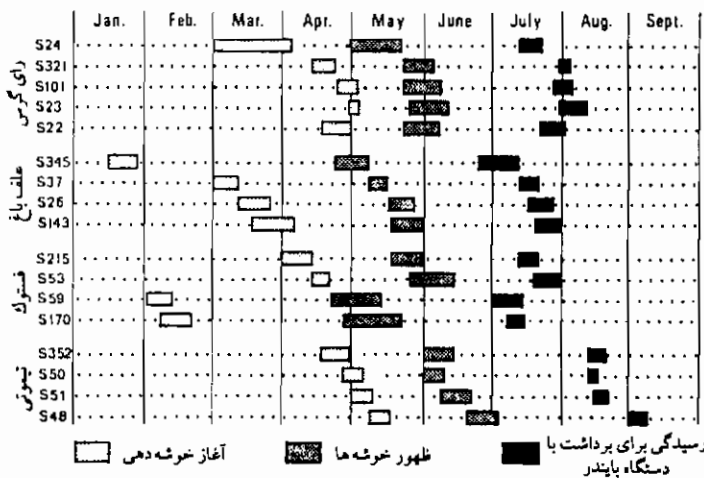 Jan. Feb. Mar. Apr. May June July Aug. Sept.
رای گرس
S24
S321
S101
S23
S22
علف باغ
S345
S37
S26
S143
فستوک
S215
S53
S59
S170
تیموتی
S352
S50
S51
S48
آغاز خوشه دهی
ظهور خوشه ها
رسیدگی برای برداشت با
دستگاه بایندر